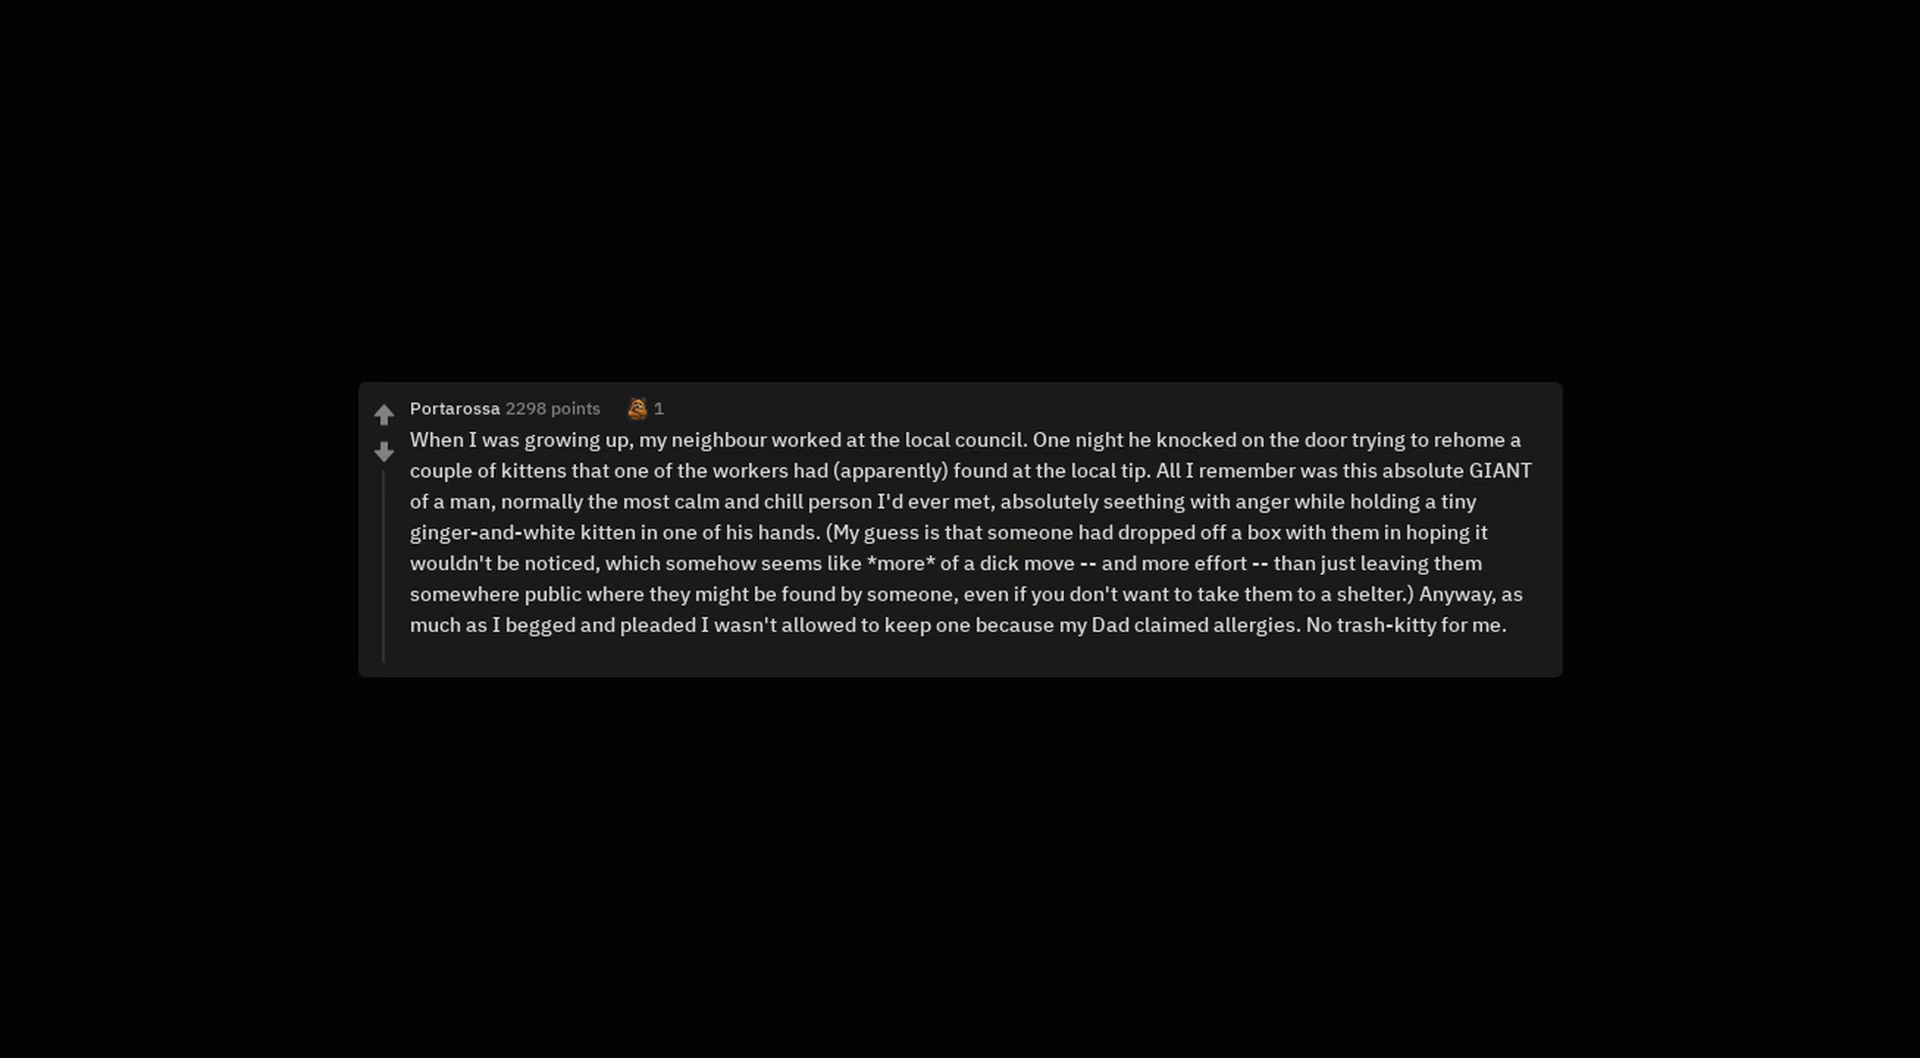 Portarossa 2298 points 1
When I was growing up, my neighbour worked at the local council. One night he knocked on the door trying to rehome a
couple of kittens that one of the workers had (apparently) found at the local tip. All I remember was this absolute GIANT
of a man, normally the most calm and chill person I'd ever met, absolutely seething with anger while holding a tiny
ginger-and-white kitten in one of his hands. (My guess is that someone had dropped off a box with them in hoping it
wouldn't be noticed, which somehow seems like *more* of a dick move -- and more effort -- than just leaving them
somewhere public where they might be found by someone, even if you don't want to take them to a shelter.) Anyway, as
much as I begged and pleaded I wasn't allowed to keep one because my Dad claimed allergies. No trash-kitty for me.